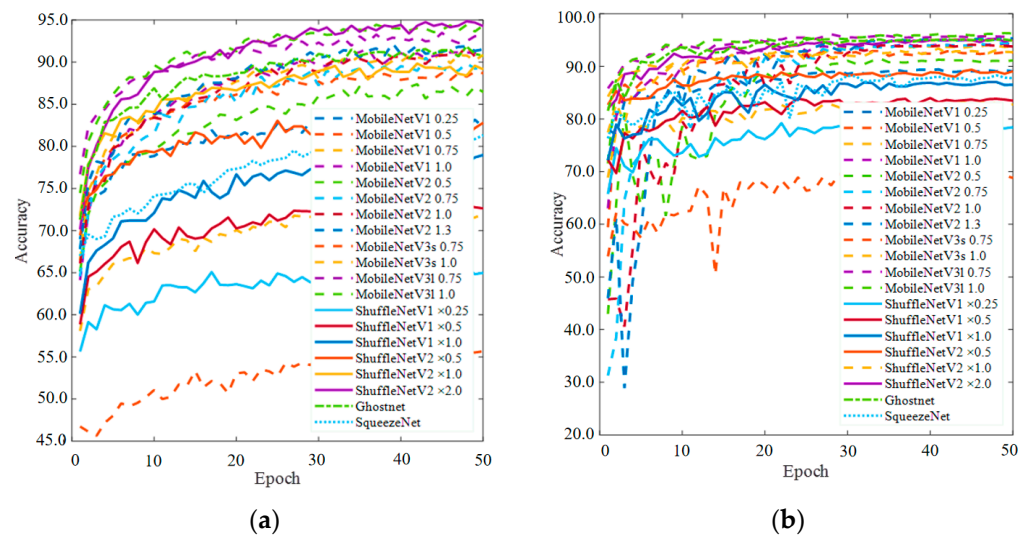 95.0
90.0
85.0
80.0
75.0
70.0
65.0
60.0
55.0
50.0
45.0
Accuracy
0
10
20
30
40
50
Epoch
MobileNetV1 0.25
MobileNetV1 0.5
MobileNetV1 0.75
MobileNetV1 1.0
MobileNetV2 0.5
MobileNetV2 0.75
MobileNetV2 1.0
MobileNetV2 1.3
MobileNetV3s 0.75
MobileNetV3s 1.0
MobileNetV3l 0.75
MobileNetV3l 1.0
ShuffleNetV1 ×0.25
ShuffleNetV1 ×0.5
ShuffleNetV1 ×1.0
ShuffleNetV2 ×0.5
ShuffleNetV2 ×1.0
ShuffleNetV2 ×2.0
Ghostnet
SqueezeNet
(a)
100.0
90.0
80.0
70.0
60.0
50.0
40.0
30.0
20.0
Accuracy
0
10
20
30
40
50
Epoch
MobileNetV1 0.25
MobileNetV1 0.5
MobileNetV1 0.75
MobileNetV1 1.0
MobileNetV2 0.5
MobileNetV2 0.75
MobileNetV2 1.0
MobileNetV2 1.3
MobileNetV3s 0.75
MobileNetV3s 1.0
MobileNetV3l 0.75
MobileNetV3l 1.0
ShuffleNetV1 ×0.25
ShuffleNetV1 ×0.5
ShuffleNetV1 ×1.0
ShuffleNetV2 ×0.5
ShuffleNetV2 ×1.0
ShuffleNetV2 ×2.0
Ghostnet
SqueezeNet
(b)